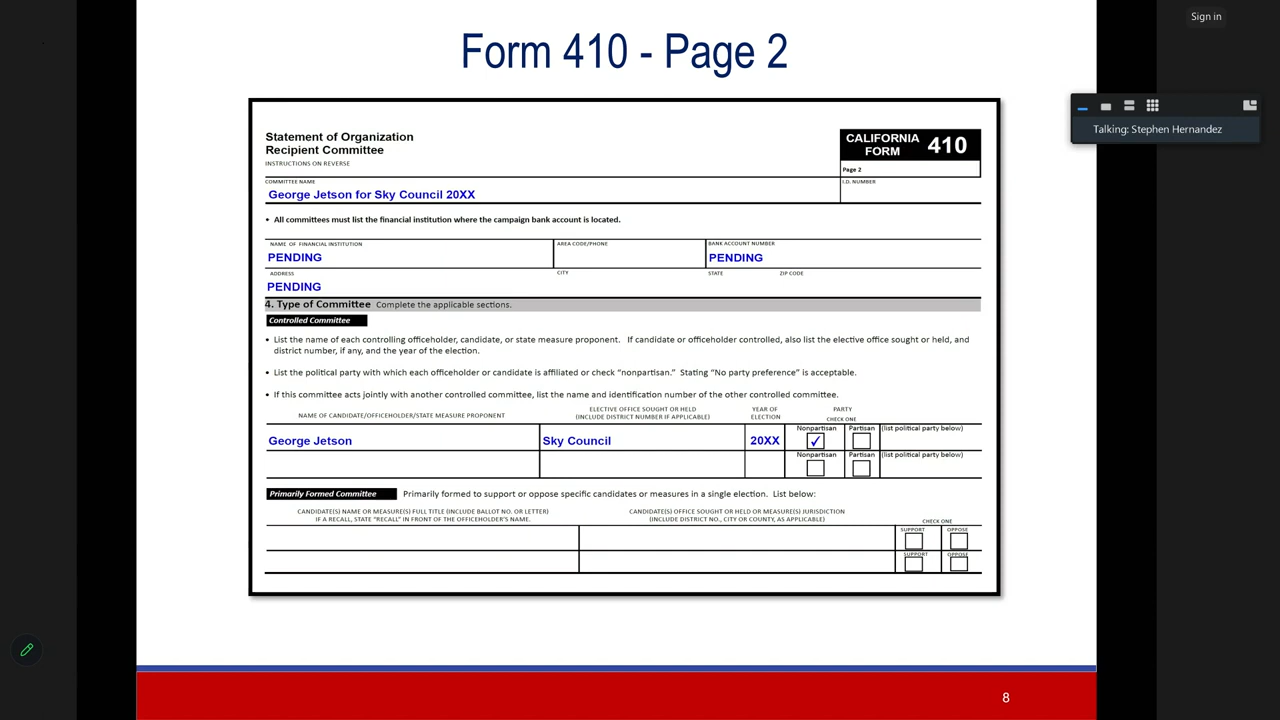 Sign in
Form 410 - Page 2
Talking: Stephen Hernandez
Statement of Organization
Recipient Committee
INSTRUCTIONS ON REVERSE
CALIFORNIA
FORM
410
Page 2
COMMITTEE NAME
I.D. NUMBER
George Jetson for Sky Council 20XX
• All committees must list the financial institution where the campaign bank account is located.
NAME OF FINANCIAL INSTITUTION
AREA CODE/PHONE
BANK ACCOUNT NUMBER
PENDING
PENDING
ADDRESS
CITY
STATE
ZIP CODE
PENDING
4. Type of Committee Complete the applicable sections.
Controlled Committee
• List the name of each controlling officeholder, candidate, or state measure proponent. If candidate or officeholder controlled, also list the elective office sought or held, and
district number, if any, and the year of the election.
• List the political party with which each officeholder or candidate is affiliated or check “nonpartisan.” Stating “No party preference” is acceptable.
• If this committee acts jointly with another controlled committee, list the name and identification number of the other controlled committee.
NAME OF CANDIDATE/OFFICEHOLDER/STATE MEASURE PROPONENT
ELECTIVE OFFICE SOUGHT OR HELD
(INCLUDE DISTRICT NUMBER IF APPLICABLE)
YEAR OF
ELECTION
PARTY
CHECK ONE
Nonpartisan
Partisan
(list political party below)
George Jetson
Sky Council
20XX
✓
Nonpartisan
Partisan
(list political party below)
Primarily Formed Committee
Primarily formed to support or oppose specific candidates or measures in a single election. List below:
CANDIDATE(S) NAME OR MEASURE(S) FULL TITLE (INCLUDE BALLOT NO. OR LETTER)
IF A RECALL, STATE “RECALL” IN FRONT OF THE OFFICEHOLDER’S NAME.
CANDIDATE(S) OFFICE SOUGHT OR HELD OR MEASURE(S) JURISDICTION
(INCLUDE DISTRICT NO., CITY OR COUNTY, AS APPLICABLE)
CHECK ONE
SUPPORT
OPPOSE
SUPPORT
OPPOSE
8